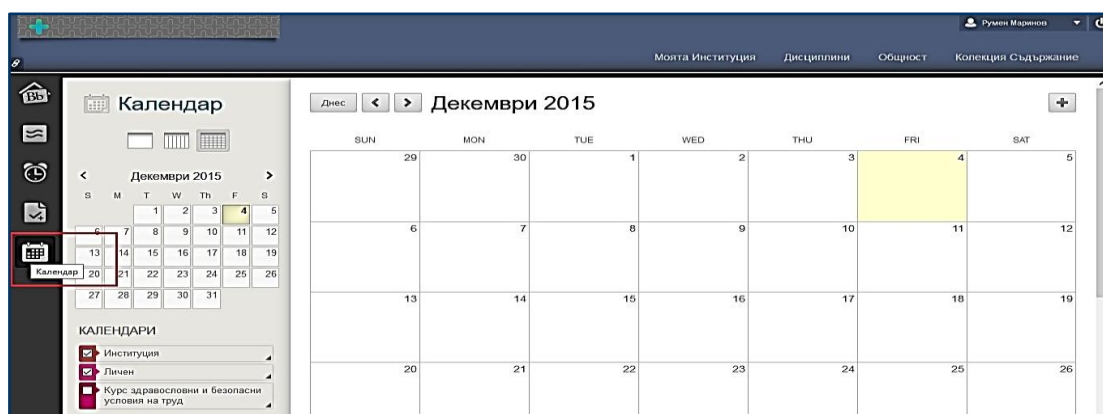 Румен Маринов
Моята Институция Дисциплини Общност Колекция Съдържание
Bb
Календар
Декември 2015
S M T W Th F S
1 2 3 4 5
6 7 8 9 10 11 12
13 14 15 16 17 18 19
20 21 22 23 24 25 26
27 28 29 30 31
Календар
КАЛЕНДАРИ
Институция
Личен
Курс здравословни и безопасни
условия на труд
Днес < > Декември 2015 +
SUN MON TUE WED THU FRI SAT
29 30 1 2 3 4 5
6 7 8 9 10 11 12
13 14 15 16 17 18 19
20 21 22 23 24 25 26